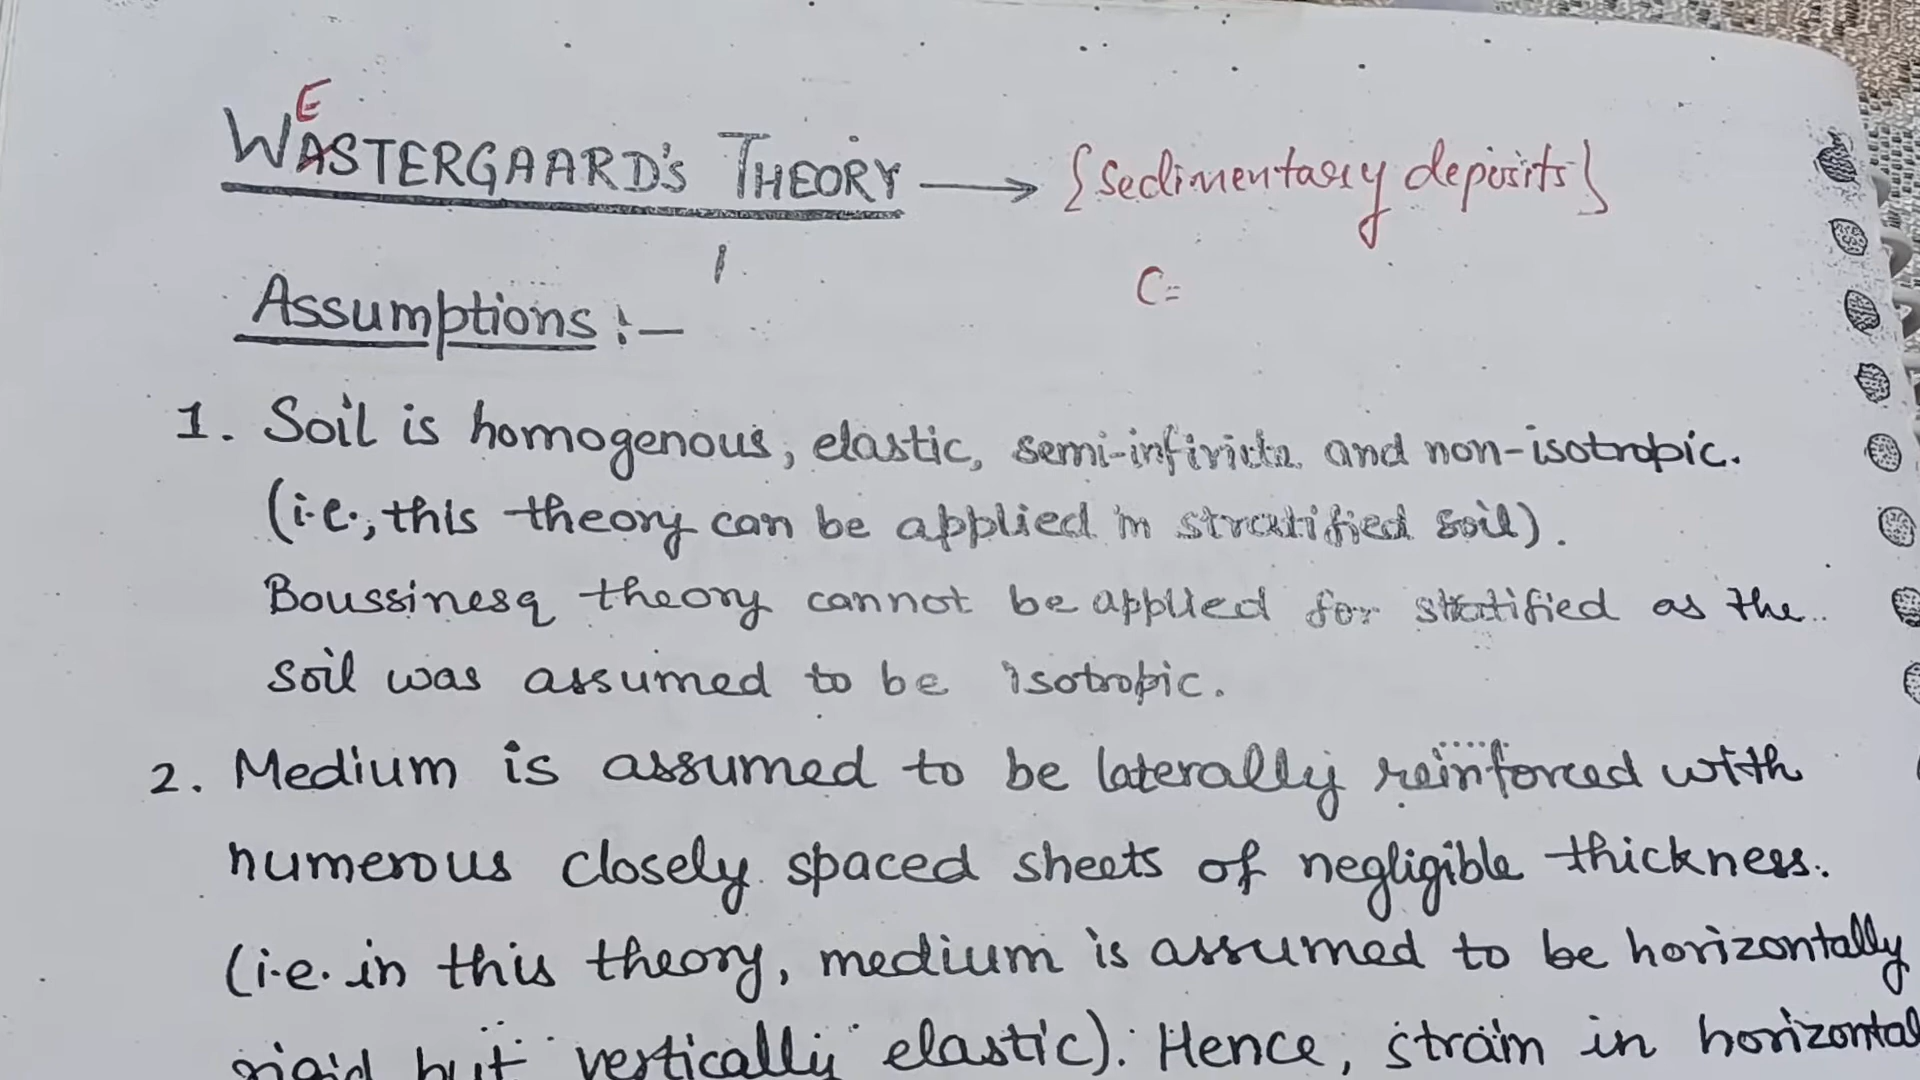 E
WASTERGAARD'S THEORY → {sedimentary deposits}
C=
Assumptions :-
1. Soil is homogenous, elastic, semi-infinite and non-isotropic.
(i.e., this theory can be applied in stratified soil).
Boussinesq theory cannot be applied for stratified as the
soil was assumed to be isotropic.
2. Medium is assumed to be laterally reinforced with
numerous closely spaced sheets of negligible thickness.
(i.e. in this theory, medium is assumed to be horizontally
rigid but vertically elastic). Hence, strain in horizontal